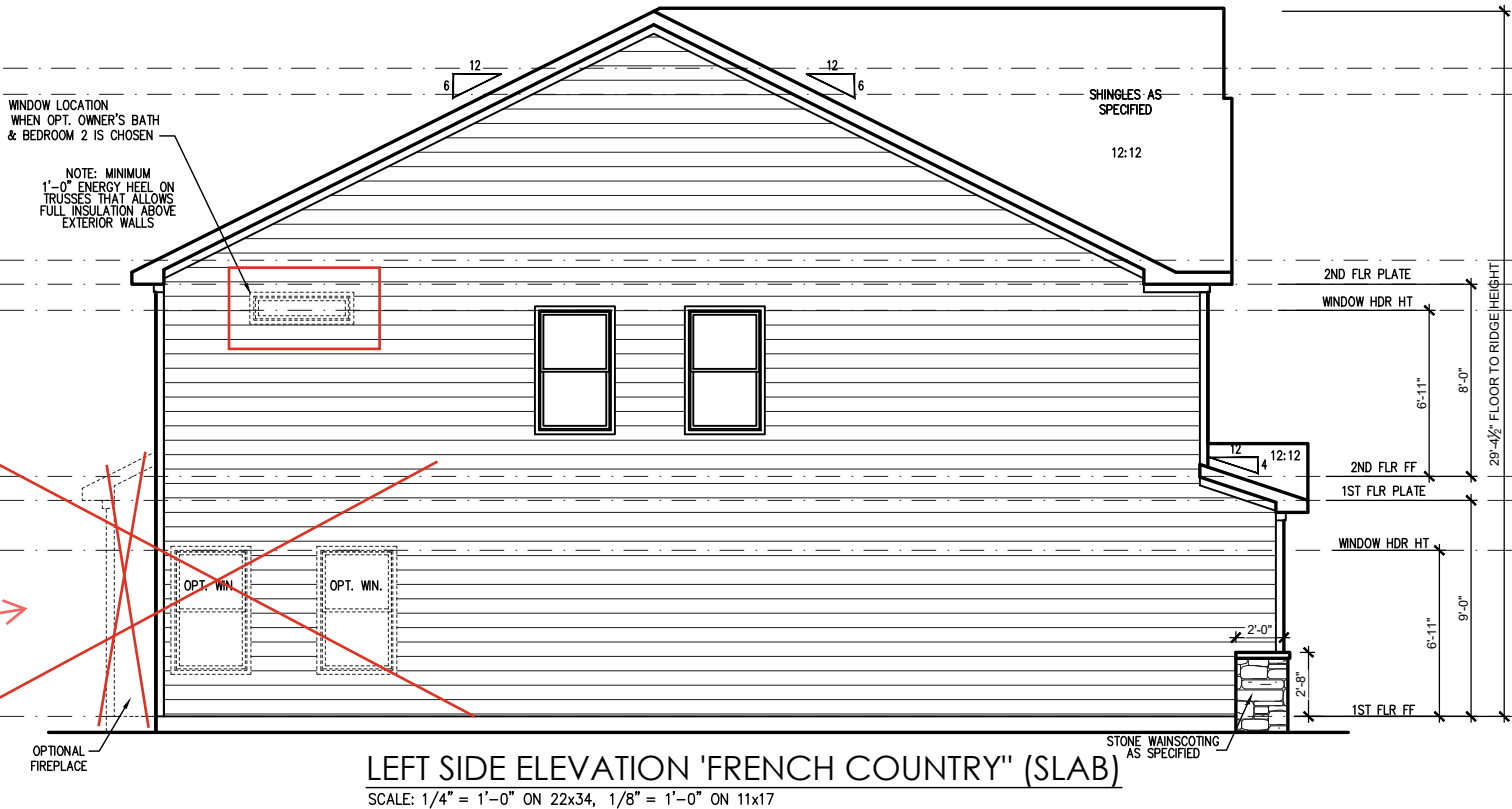 12
6
12
6
SHINGLES AS
SPECIFIED
12:12
WINDOW LOCATION
WHEN OPT. OWNER'S BATH
& BEDROOM 2 IS CHOSEN
NOTE: MINIMUM
1'-0" ENERGY HEEL ON
TRUSSES THAT ALLOWS
FULL INSULATION ABOVE
EXTERIOR WALLS
2ND FLR PLATE
WINDOW HDR HT
6'-11"
8'-0"
29'-4½" FLOOR TO RIDGE HEIGHT
12
4
12:12
2ND FLR FF
1ST FLR PLATE
WINDOW HDR HT
OPT. WIN.
OPT. WIN.
6'-11"
9'-0"
2'-0"
2'-8"
1ST FLR FF
OPTIONAL
FIREPLACE
STONE WAINSCOTING
AS SPECIFIED
LEFT SIDE ELEVATION 'FRENCH COUNTRY" (SLAB)
SCALE: 1/4" = 1'-0" ON 22x34, 1/8" = 1'-0" ON 11x17